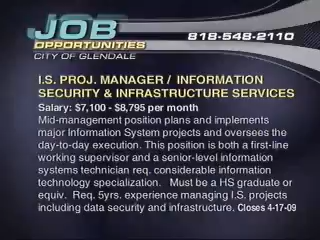 JOB
818-548-2110
OPPORTUNITIES
CITY OF GLENDALE
I.S. PROJ. MANAGER / INFORMATION
SECURITY & INFRASTRUCTURE SERVICES
Salary: $7,100 - $8,795 per month
Mid-management position plans and implements
major Information System projects and oversees the
day-to-day execution. This position is both a first-line
working supervisor and a senior-level information
systems technician req. considerable information
technology specialization. Must be a HS graduate or
equiv. Req. 5yrs. experience managing I.S. projects
including data security and infrastructure. Closes 4-17-09